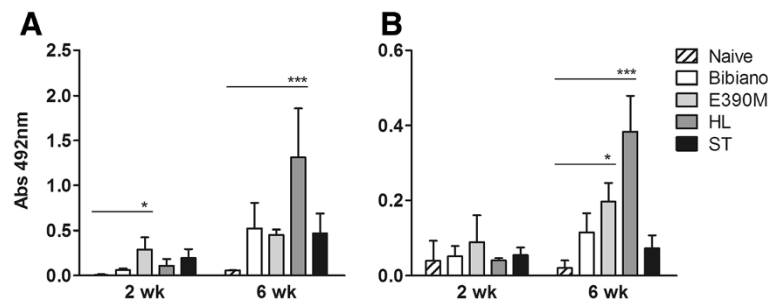 A
B
Abs 492nm
2.5
2.0
1.5
1.0
0.5
0.0
*
***
2 wk
6 wk
0.6
0.4
0.2
0.0
***
*
2 wk
6 wk
Naive
Bibiano
E390M
HL
ST